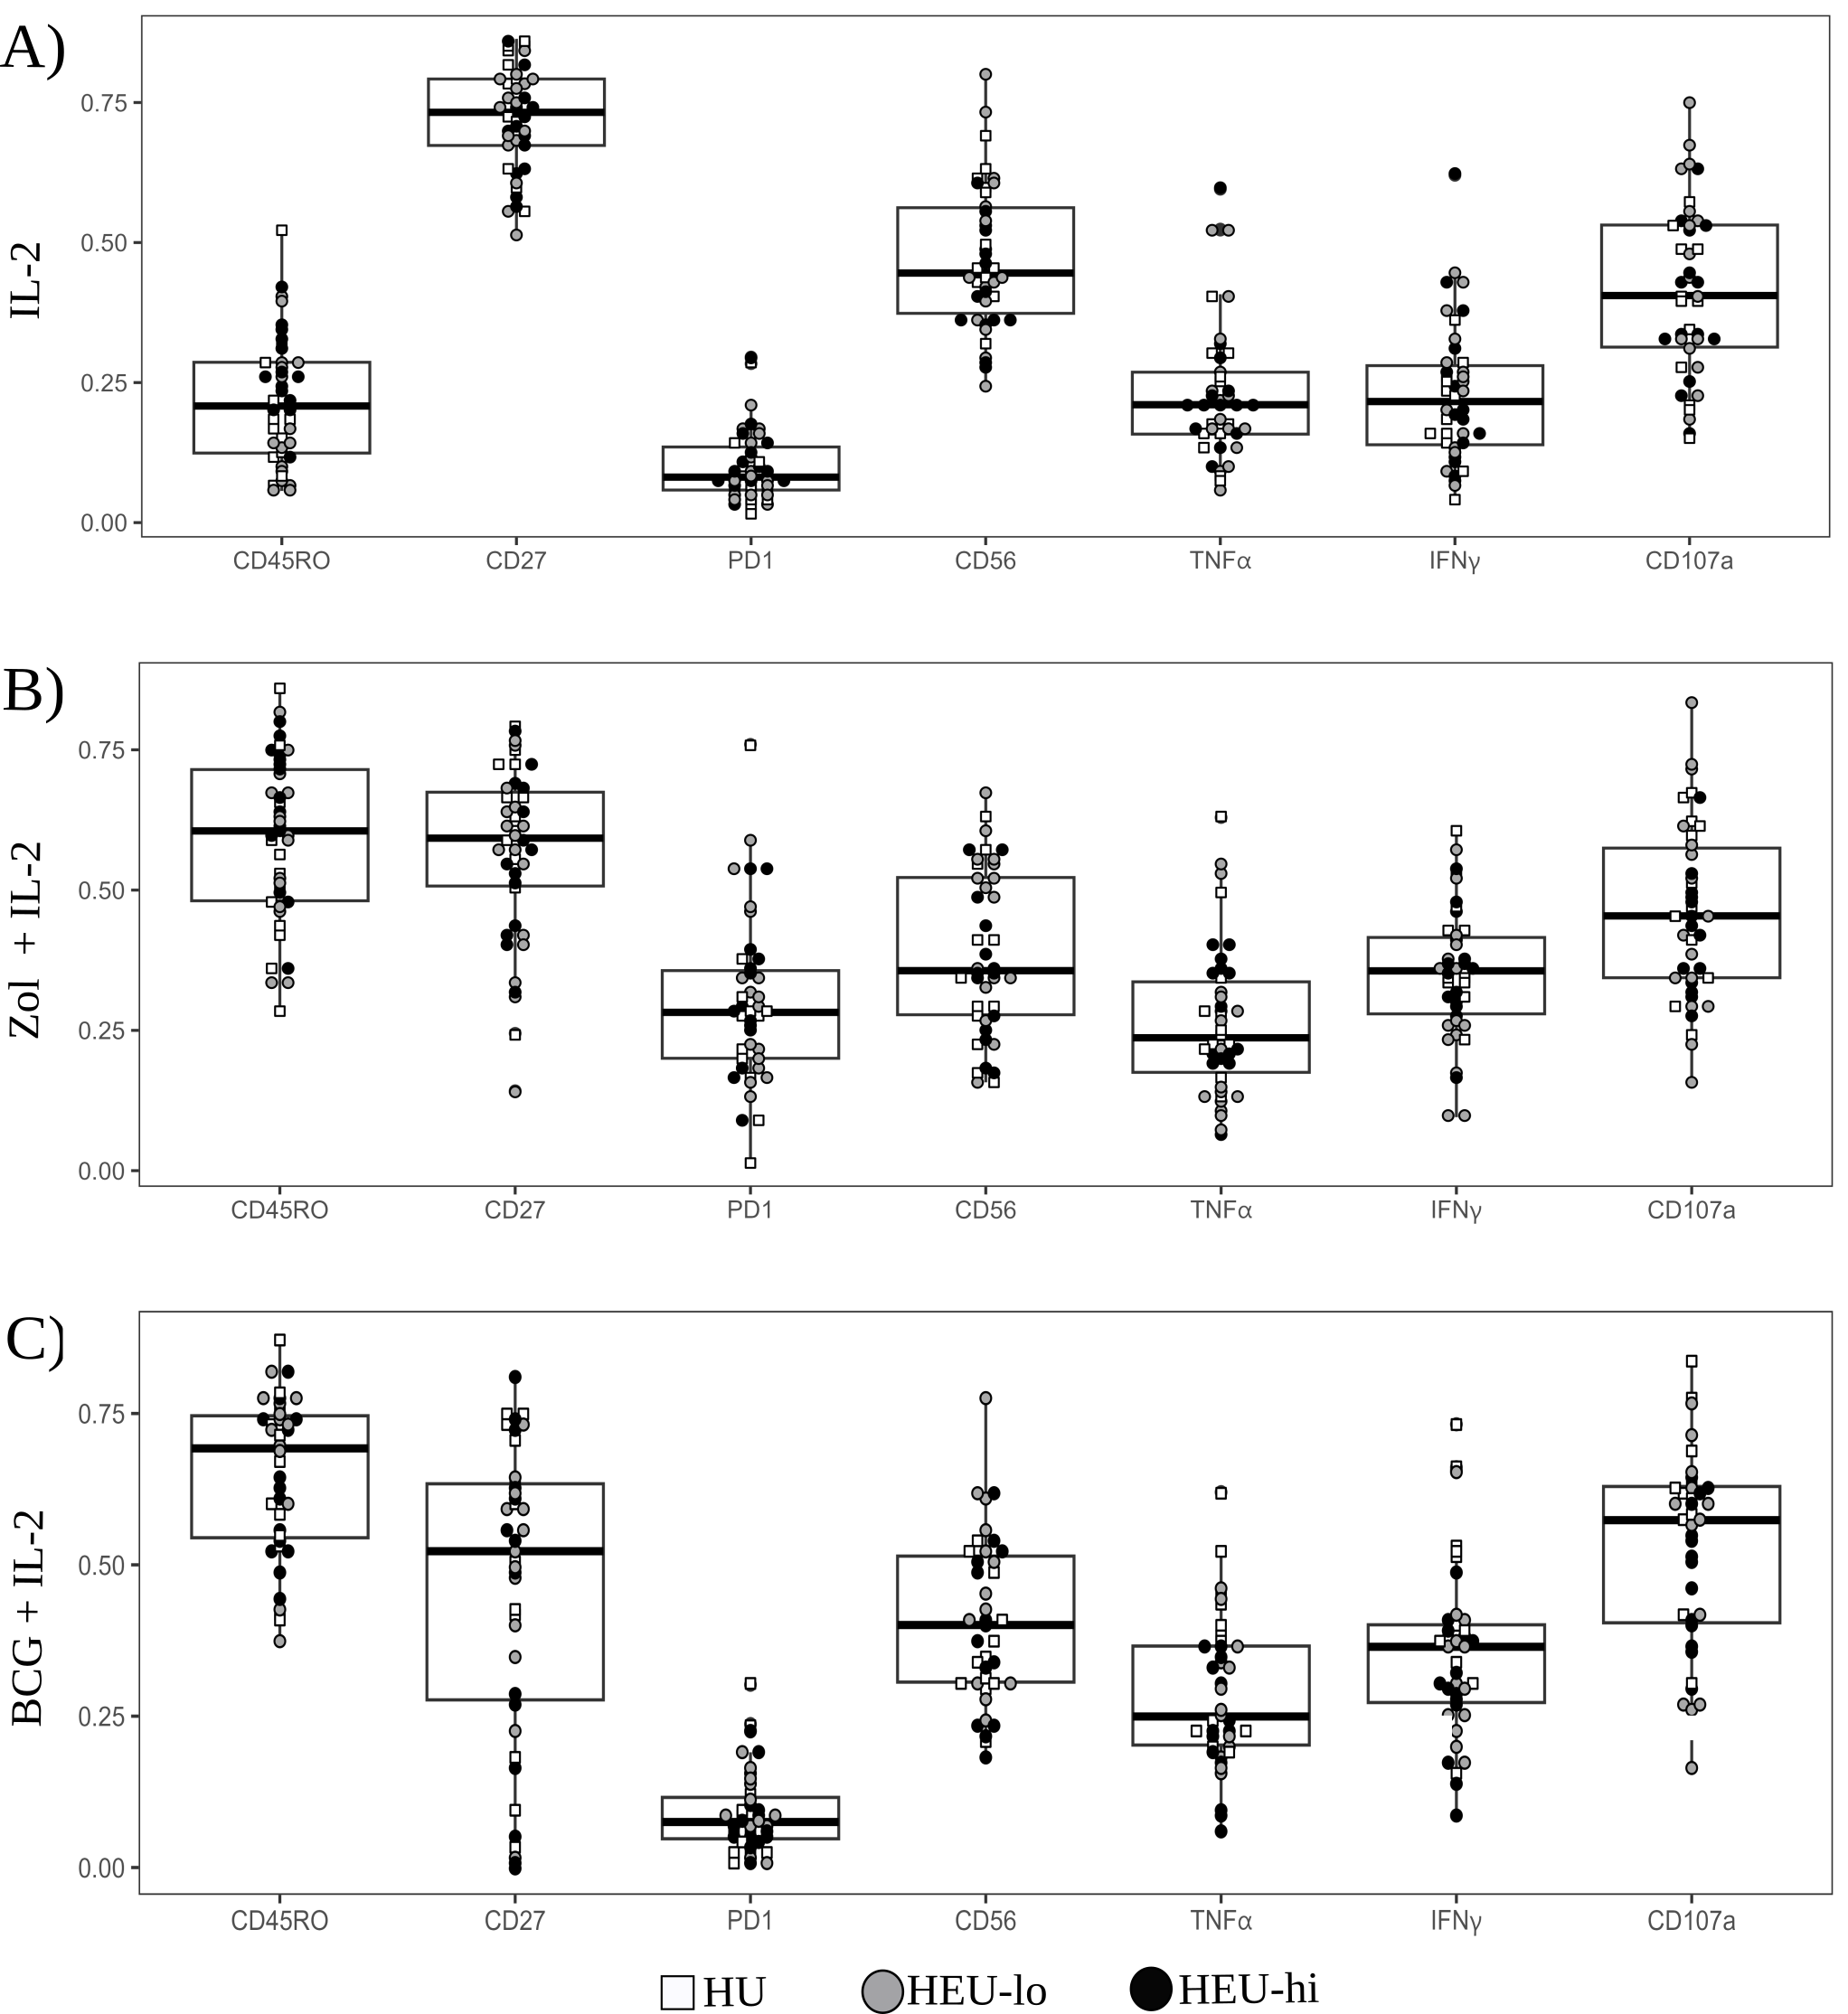 A)
IL-2
0.75
0.50
0.25
0.00
CD45RO CD27 PD1 CD56 TNFα IFNγ CD107a
B)
Zol + IL-2
0.75
0.50
0.25
0.00
CD45RO CD27 PD1 CD56 TNFα IFNγ CD107a
C)
BCG + IL-2
0.75
0.50
0.25
0.00
CD45RO CD27 PD1 CD56 TNFα IFNγ CD107a
HU HEU-lo HEU-hi